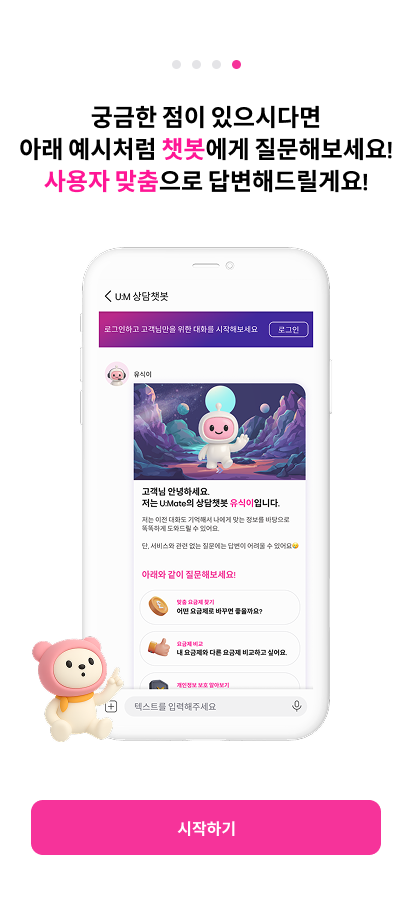 궁금한 점이 있으시다면
아래 예시처럼 챗봇에게 질문해보세요!
사용자 맞춤으로 답변해드릴게요!
U:M 상담챗봇
로그인하고 고객님만을 위한 대화를 시작해보세요
로그인
유식이
고객님 안녕하세요.
저는 U:Mate의 상담챗봇 유식이입니다.
저는 이전 대화도 기억해서 나에게 맞는 정보를 바탕으로
똑똑하게 도와드릴 수 있어요.
단, 서비스와 관련 없는 질문에는 답변이 어려울 수 있어요😅
아래와 같이 질문해보세요!
맞춤 요금제 찾기
어떤 요금제로 바꾸면 좋을까요?
요금제 비교
내 요금제와 다른 요금제 비교하고 싶어요.
개인정보 보호 알아보기
텍스트를 입력해주세요
시작하기